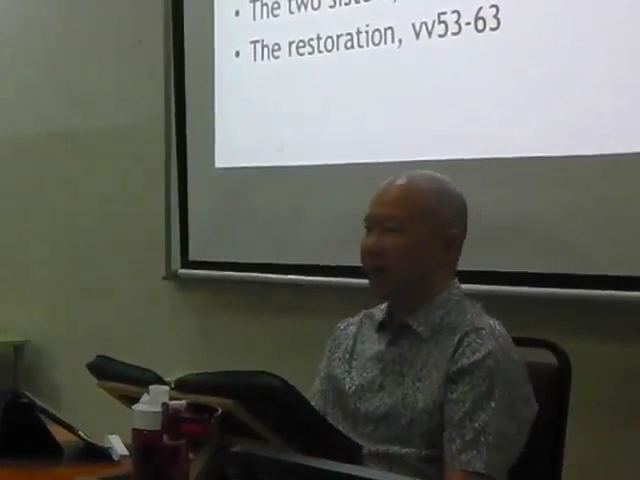 • The two
• The restoration, vv53-63